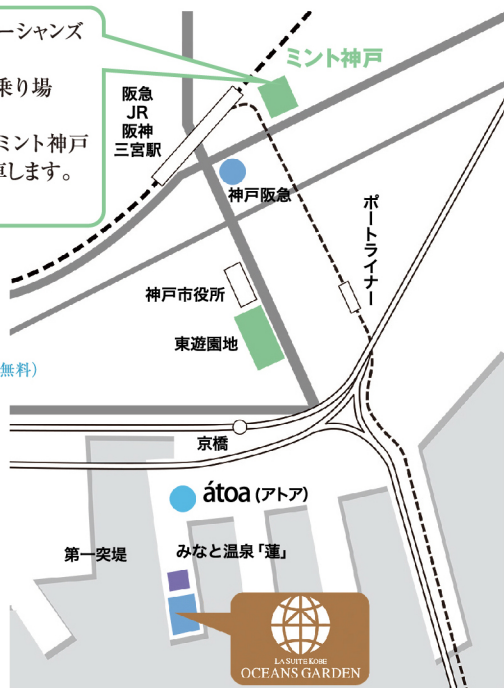 ーシャンズ
乗り場
ミント神戸
車します。
ミント神戸
阪急
JR
阪神
三宮駅
神戸阪急
ポートライナー
神戸市役所
東遊園地
無料）
京橋
átoa (アトア)
第一突堤
みなと温泉「蓮」
LA SUITE KOBE
OCEANS GARDEN